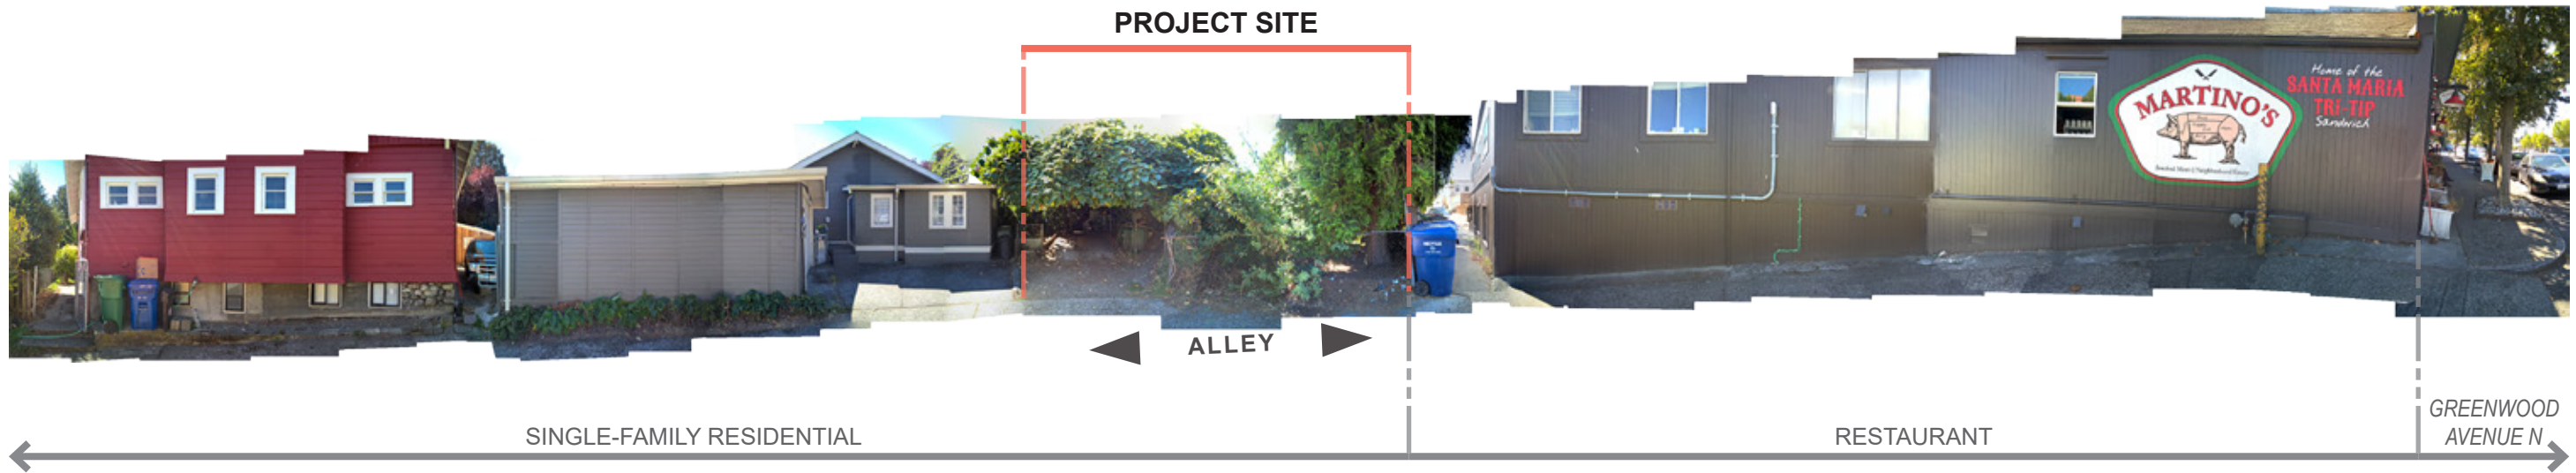 PROJECT SITE
Home of the
SANTA MARIA
TRI-TIP
Sandwich
MARTINO'S
ALLEY
SINGLE-FAMILY RESIDENTIAL
RESTAURANT
GREENWOOD
AVENUE N